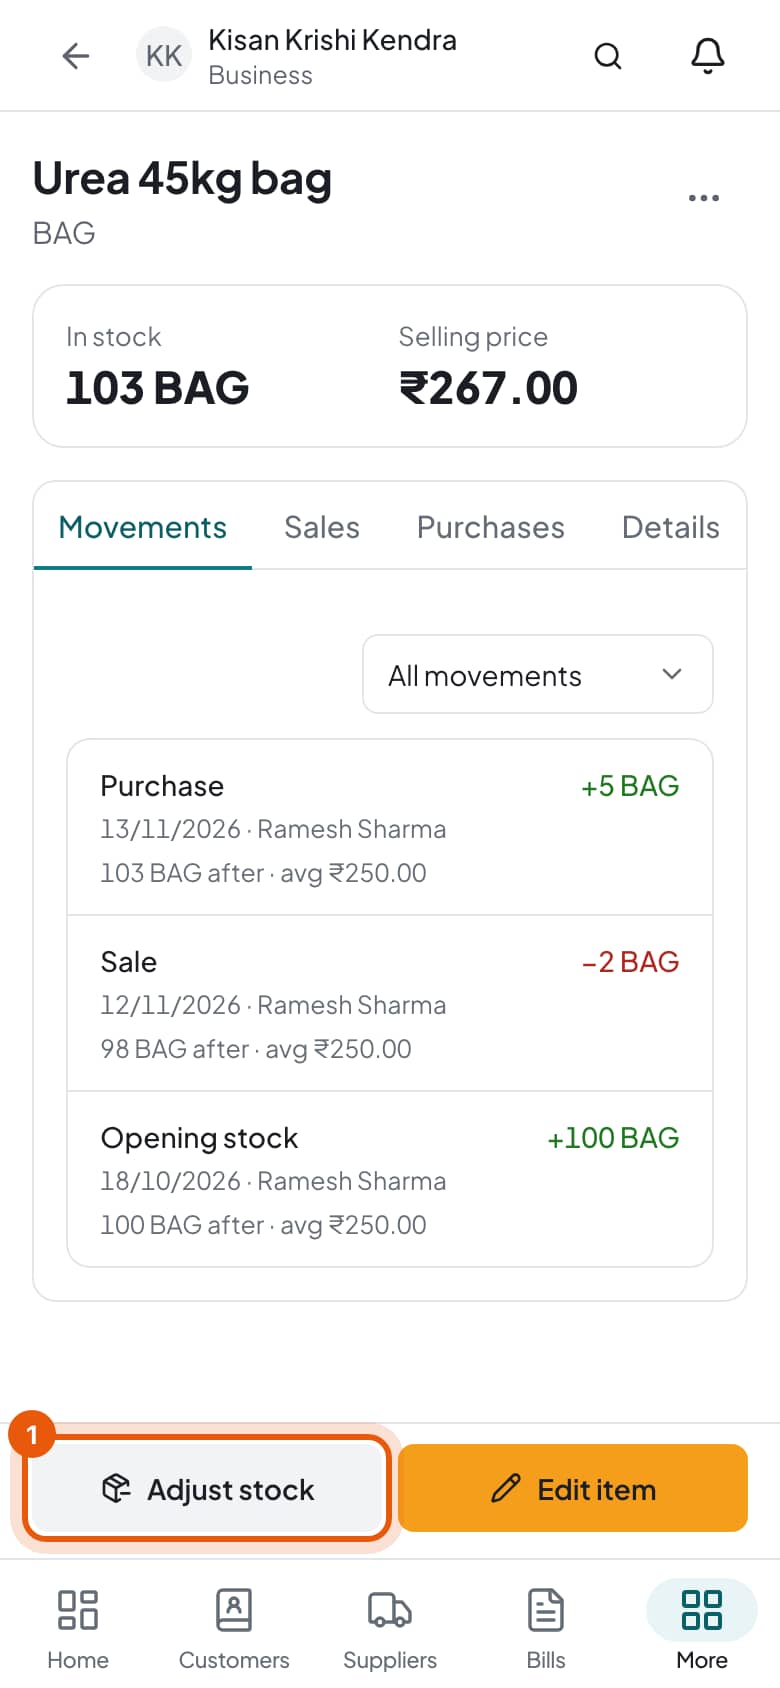 KK
Kisan Krishi Kendra
Business
Urea 45kg bag
BAG
In stock
Selling price
103 BAG
₹267.00
Movements
Sales
Purchases
Details
All movements
Purchase
+5 BAG
13/11/2026 · Ramesh Sharma
103 BAG after · avg ₹250.00
Sale
−2 BAG
12/11/2026 · Ramesh Sharma
98 BAG after · avg ₹250.00
Opening stock
+100 BAG
18/10/2026 · Ramesh Sharma
100 BAG after · avg ₹250.00
1
Adjust stock
Edit item
Home
Customers
Suppliers
Bills
More